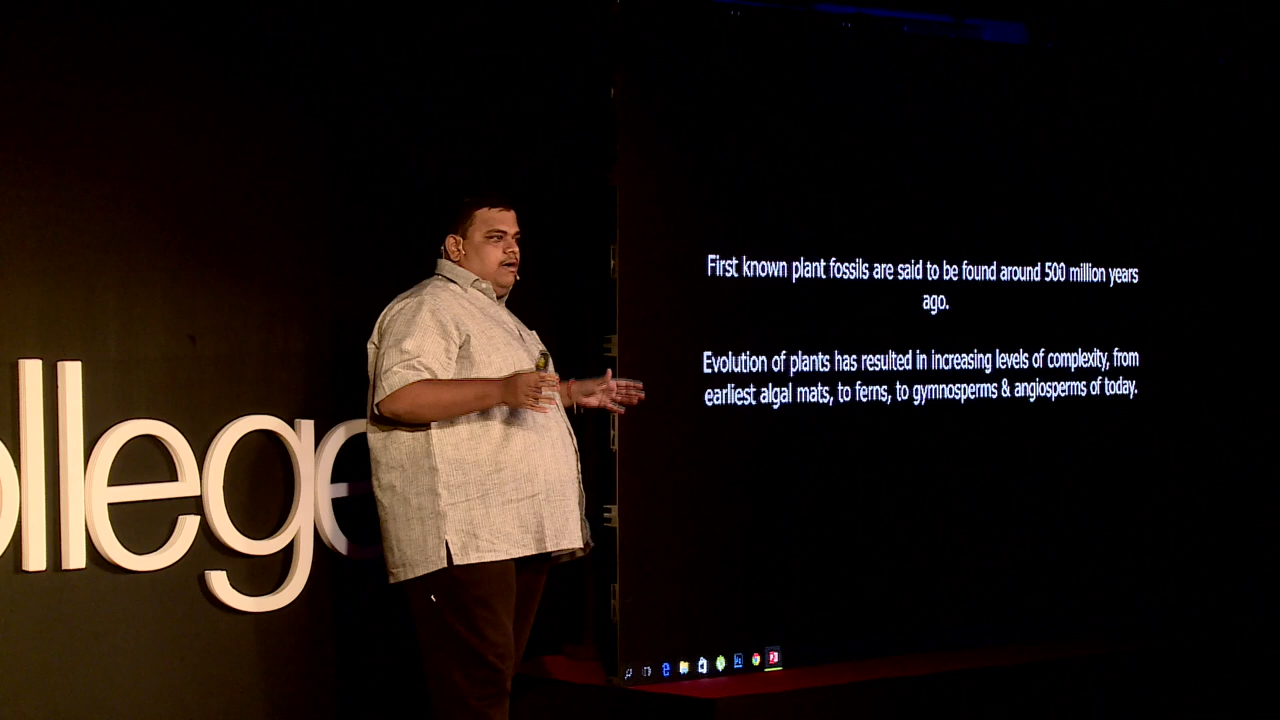 ollege
First known plant fossils are said to be found around 500 million years
ago.
Evolution of plants has resulted in increasing levels of complexity, from
earliest algal mats, to ferns, to gymnosperms & angiosperms of today.